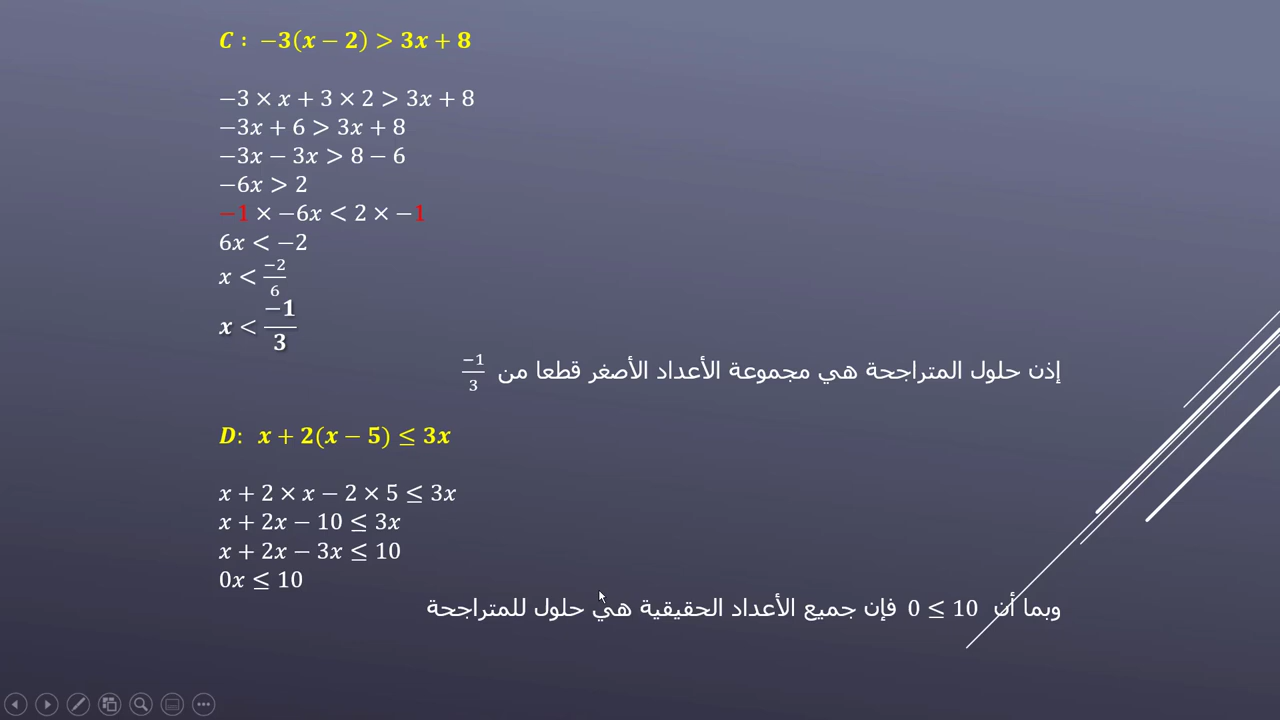 C : −3(x − 2) > 3x + 8
−3 × x + 3 × 2 > 3x + 8
−3x + 6 > 3x + 8
−3x − 3x > 8 − 6
−6x > 2
−1 × −6x < 2 × −1
6x < −2
x < −2/6
x < −1/3
إذن حلول المتراجحة هي مجموعة الأعداد الأصغر قطعا من −1/3
D: x + 2(x − 5) ≤ 3x
x + 2 × x − 2 × 5 ≤ 3x
x + 2x − 10 ≤ 3x
x + 2x − 3x ≤ 10
0x ≤ 10
وبما أن 0 ≤ 10 فإن جميع الأعداد الحقيقية هي حلول للمتراجحة